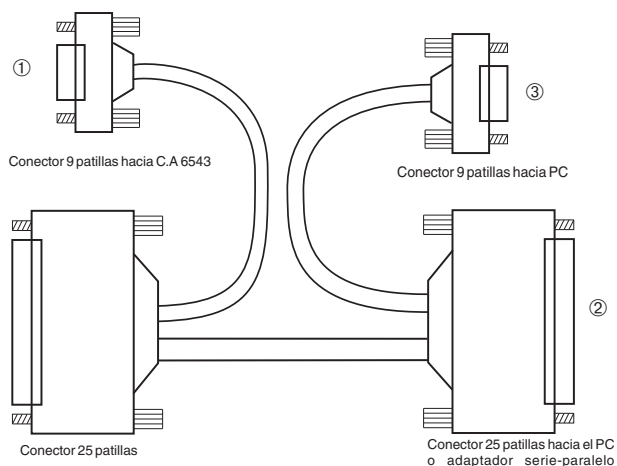 ①
③
Conector 9 patillas hacia C.A 6543
Conector 9 patillas hacia PC
②
Conector 25 patillas
Conector 25 patillas hacia el PC
o adaptador serie-paralelo